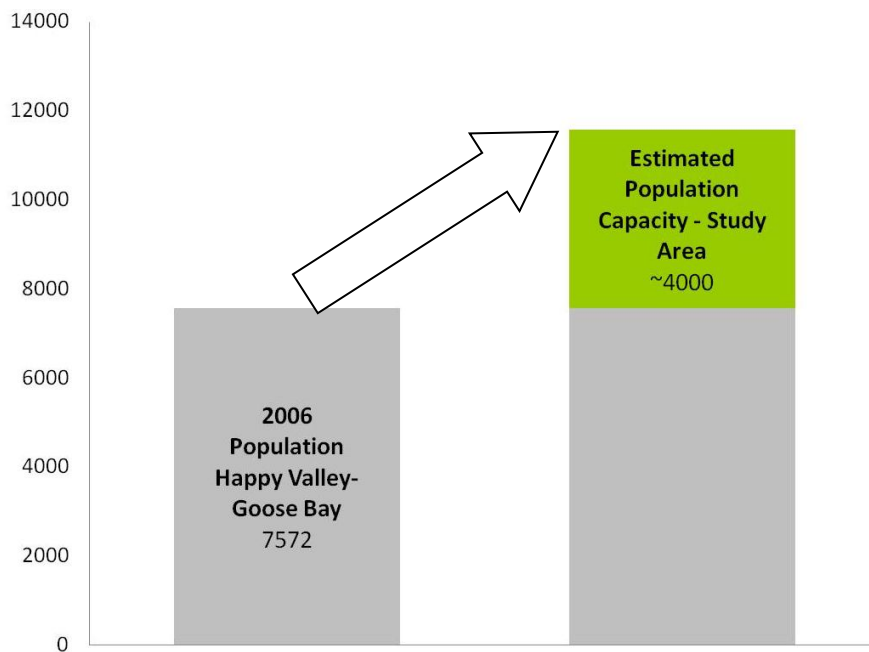 14000
12000
10000
8000
6000
4000
2000
0
2006
Population
Happy Valley-
Goose Bay
7572
Estimated
Population
Capacity - Study
Area
~4000